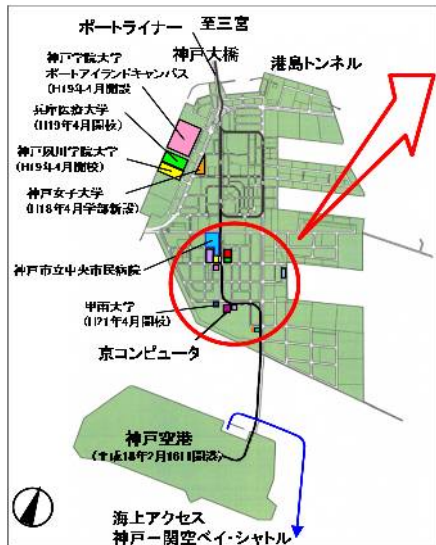 ポートライナー
至三宮
神戸大橋
港島トンネル
神戸学院大学
ポートアイランドキャンパス
(H19年4月開設
兵庫医療大学
(H19年4月開校)
神戸夙川学院大学
(H19年4月開校)
神戸女子大学
(H18年4月学部新設)
神戸市立中央市民病院
甲南大学
(H21年4月開校)
京コンピュータ
神戸空港
(平成18年2月16日開港)
海上アクセス
神戸ー関空ベイ・シャトル